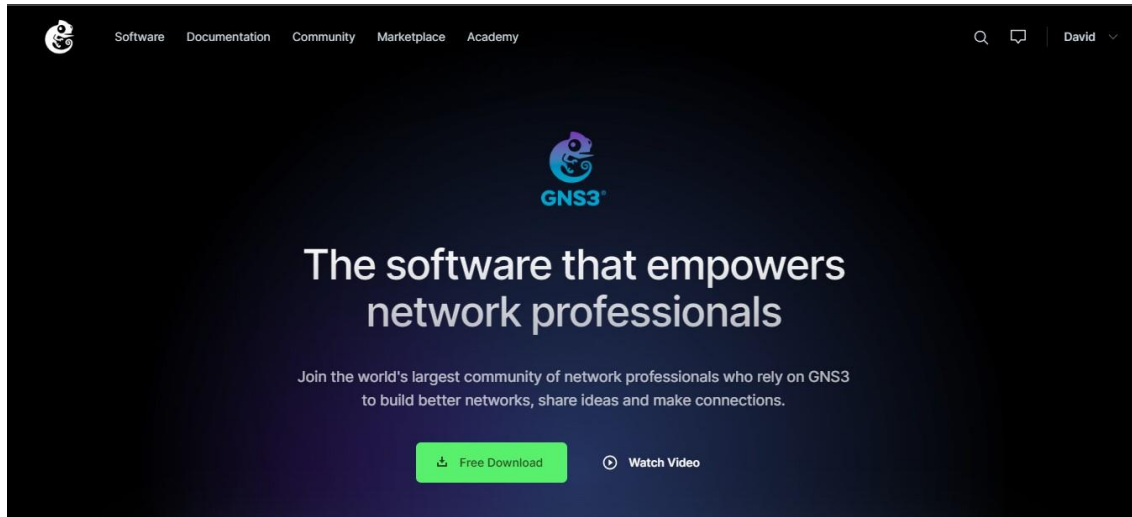 Software Documentation Community Marketplace Academy David
GNS3®
The software that empowers
network professionals
Join the world's largest community of network professionals who rely on GNS3
to build better networks, share ideas and make connections.
Free Download Watch Video